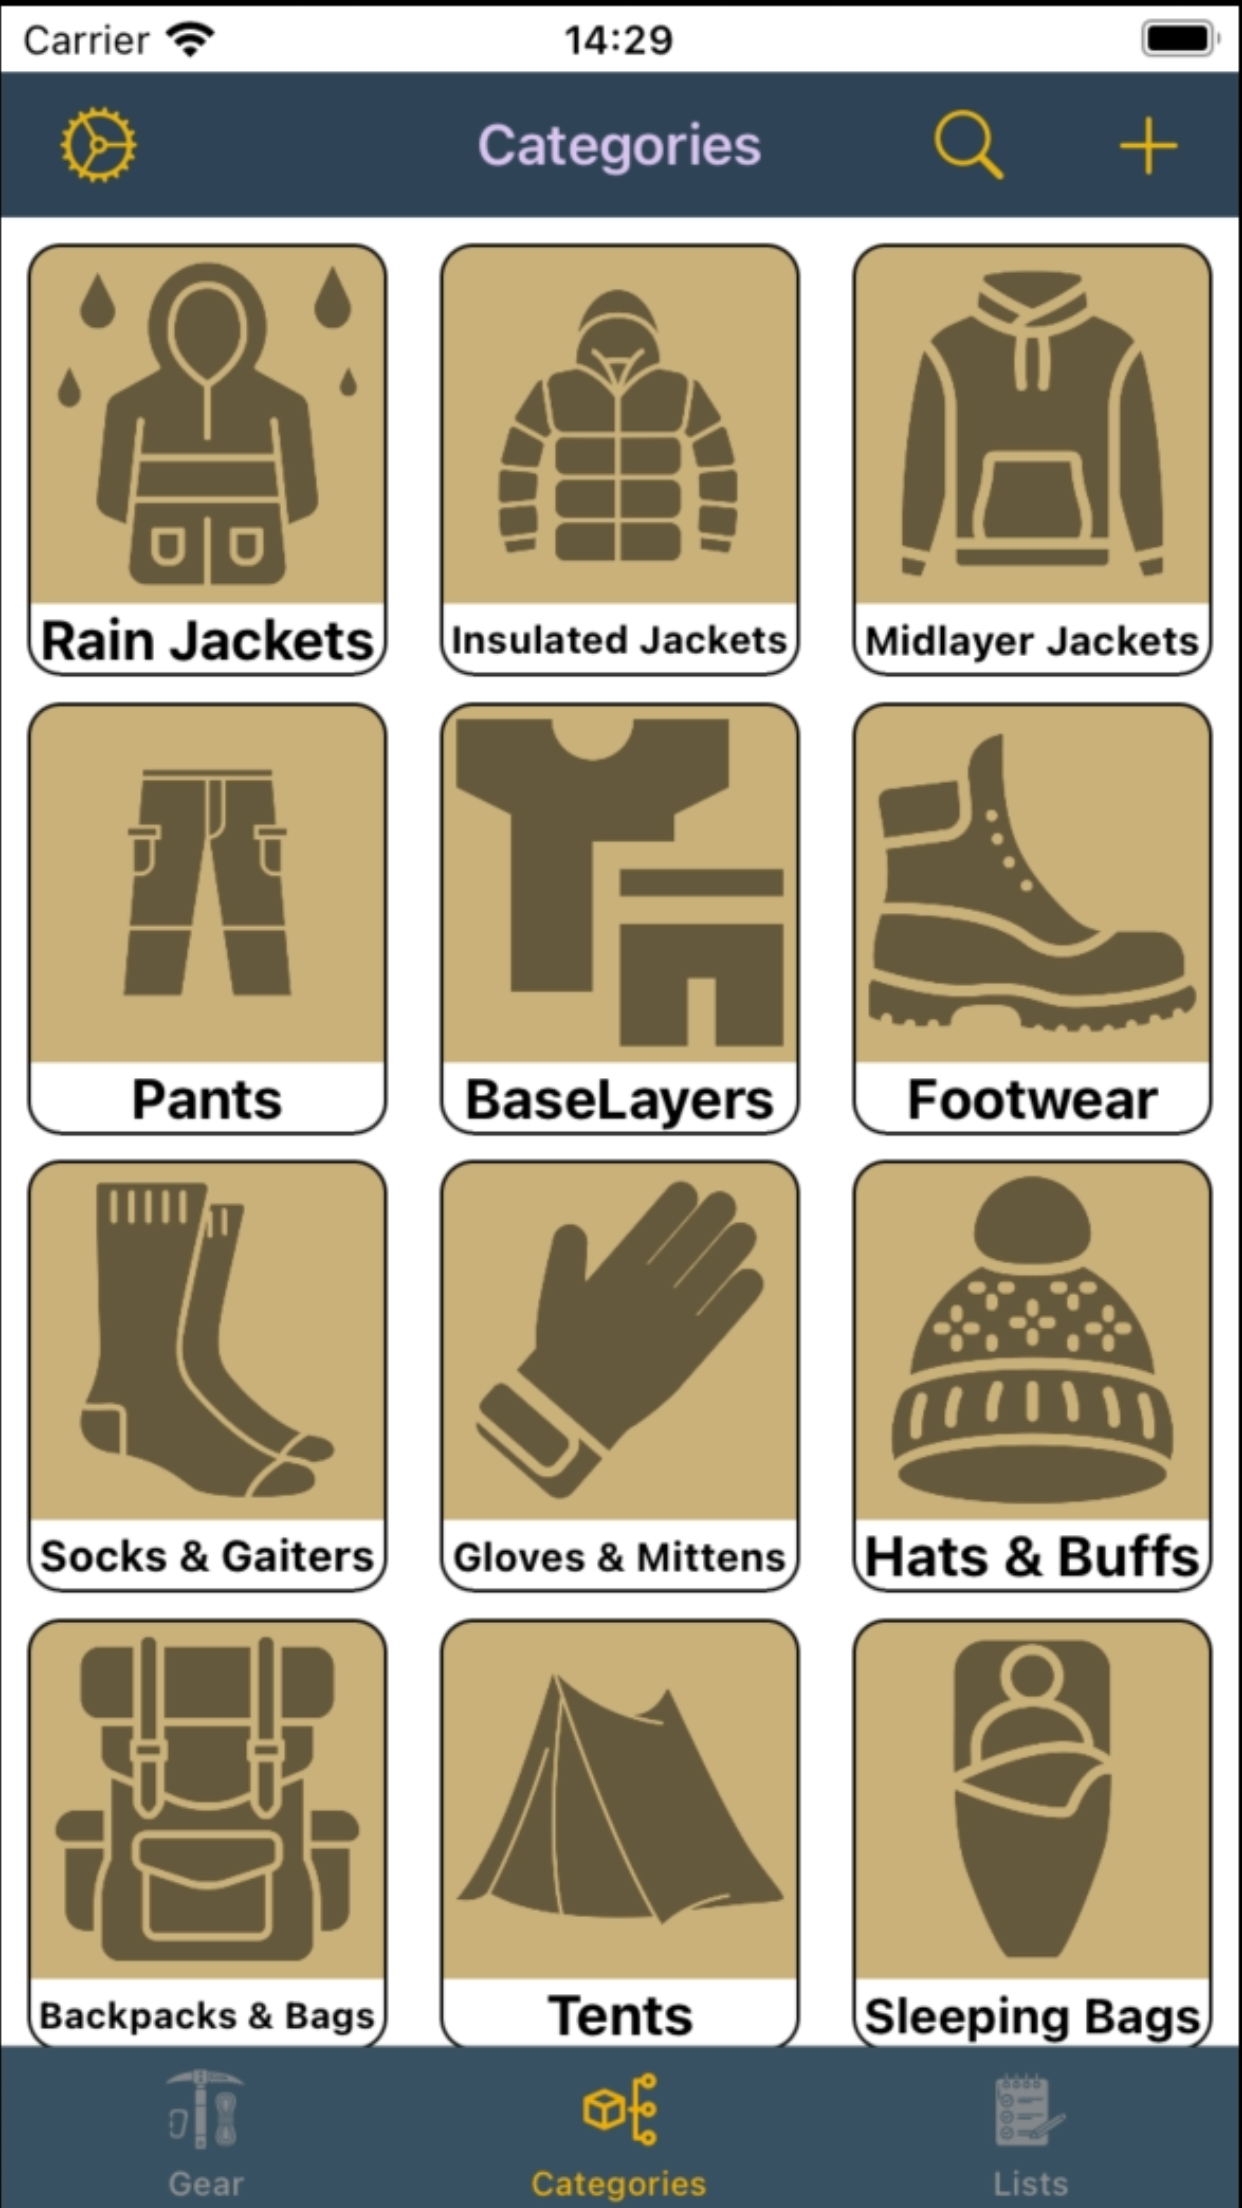 Carrier 14:29
Categories
Rain Jackets Insulated Jackets Midlayer Jackets
Pants BaseLayers Footwear
Socks & Gaiters Gloves & Mittens Hats & Buffs
Backpacks & Bags Tents Sleeping Bags
Gear Categories Lists